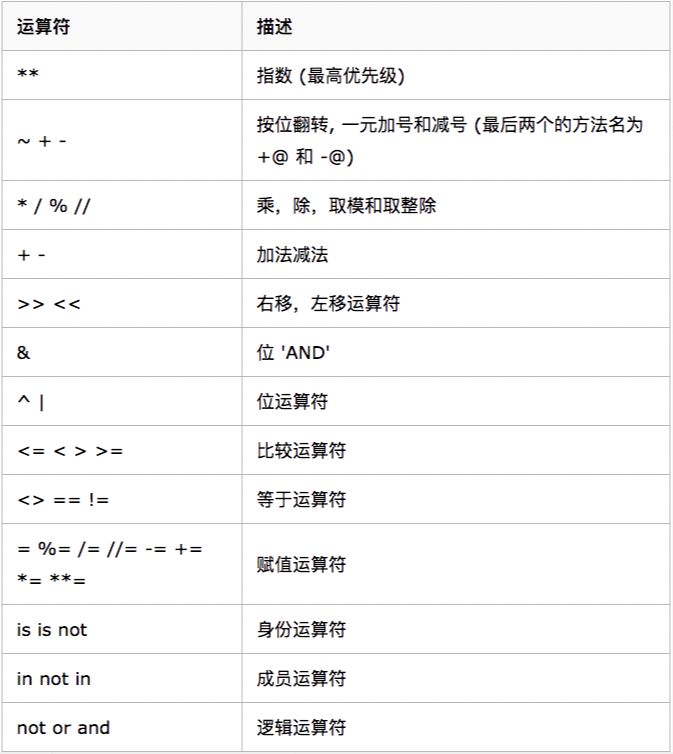 运算符 描述
** 指数 (最高优先级)
~ + - 按位翻转, 一元加号和减号 (最后两个的方法名为
+@ 和 -@)
* / % // 乘，除，取模和取整除
+ - 加法减法
>> << 右移，左移运算符
& 位 'AND'
^ | 位运算符
<= < > >= 比较运算符
<> == != 等于运算符
= %= /= //= -= += 赋值运算符
*= **=
is is not 身份运算符
in not in 成员运算符
not or and 逻辑运算符